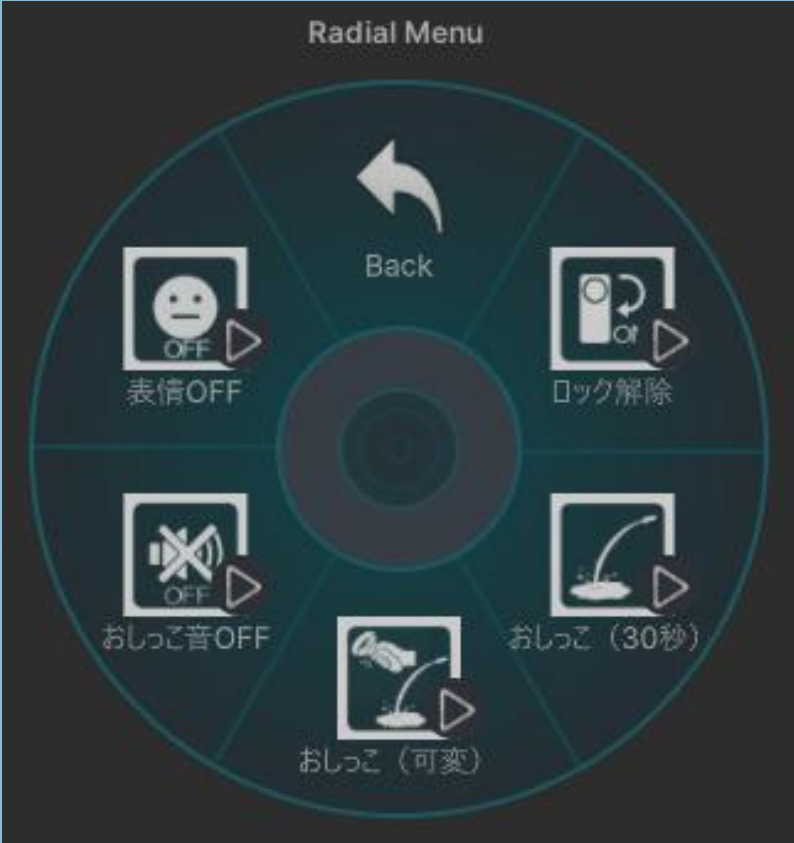 Radial Menu
Back
OFF
表情OFF
ロック解除
OFF
おしっこ音OFF
おしっこ（30秒）
おしっこ（可変）